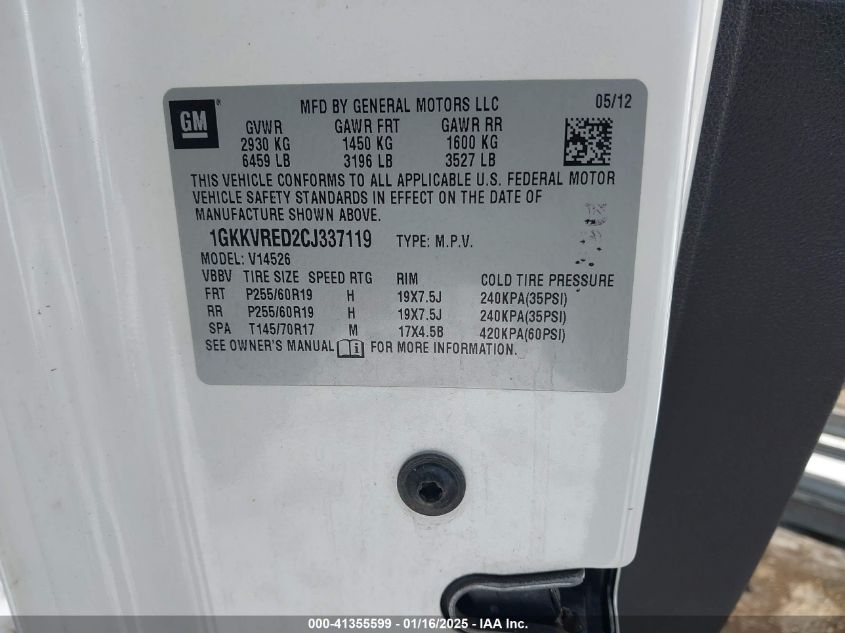 GM
MFD BY GENERAL MOTORS LLC 05/12
GVWR GAWR FRT GAWR RR
2930 KG 1450 KG 1600 KG
6459 LB 3196 LB 3527 LB
THIS VEHICLE CONFORMS TO ALL APPLICABLE U.S. FEDERAL MOTOR
VEHICLE SAFETY STANDARDS IN EFFECT ON THE DATE OF
MANUFACTURE SHOWN ABOVE.
1GKKVRED2CJ337119 TYPE: M.P.V.
MODEL: V14526
VBBV TIRE SIZE SPEED RTG RIM COLD TIRE PRESSURE
FRT P255/60R19 H 19X7.5J 240KPA(35PSI)
RR P255/60R19 H 19X7.5J 240KPA(35PSI)
SPA T145/70R17 M 17X4.5B 420KPA(60PSI)
SEE OWNER'S MANUAL FOR MORE INFORMATION.
000-41355599 - 01/16/2025 - IAA Inc.